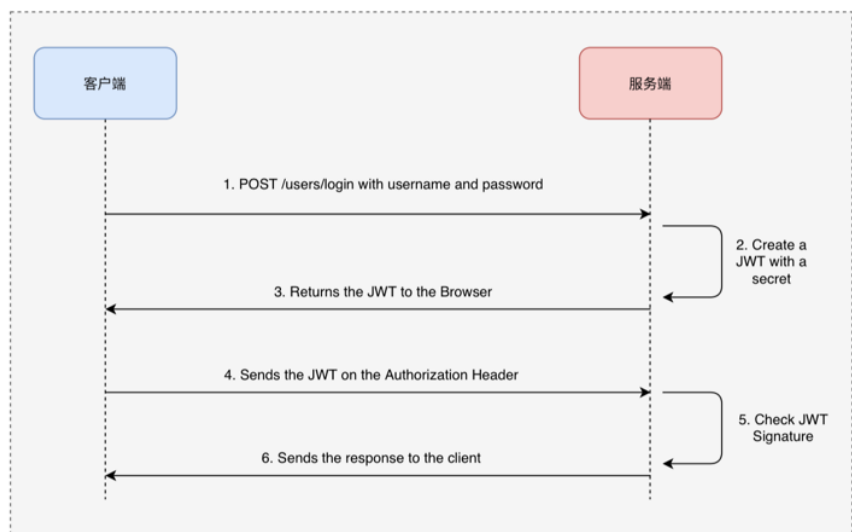 客户端
服务端
1. POST /users/login with username and password
2. Create a
JWT with a
secret
3. Returns the JWT to the Browser
4. Sends the JWT on the Authorization Header
5. Check JWT
Signature
6. Sends the response to the client